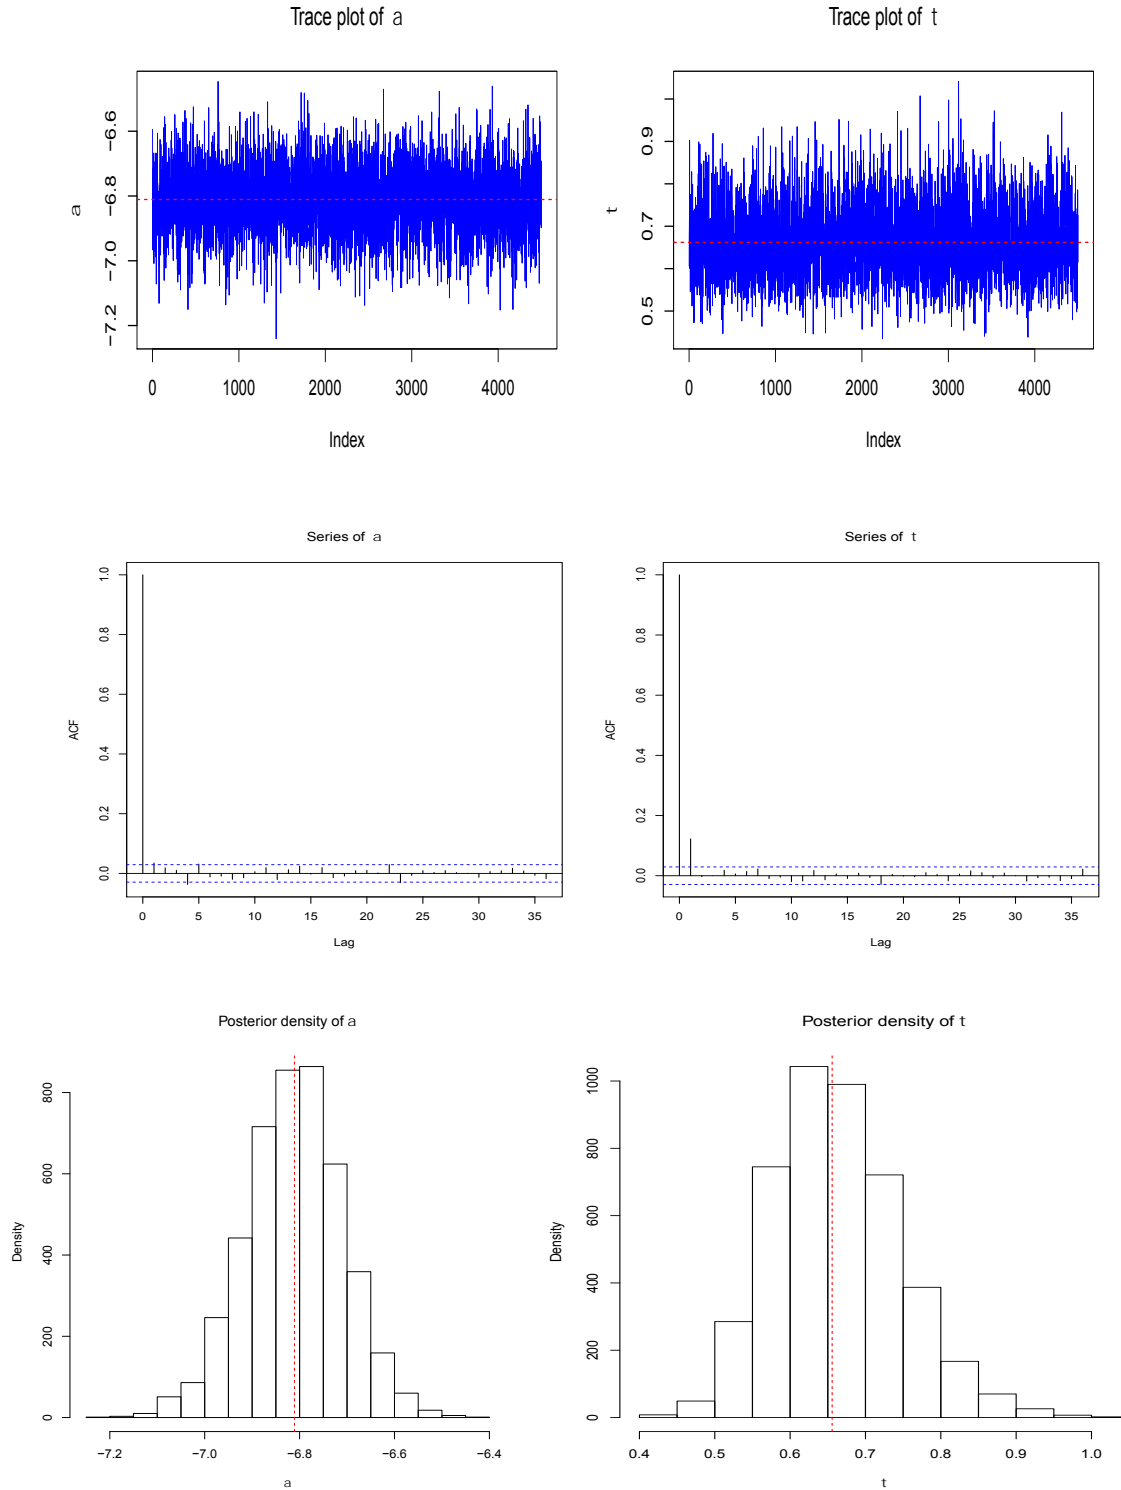 Trace plot of a
Trace plot of t
−6.6
−6.8
−7.0
−7.2
a
0 1000 2000 3000 4000
Index
0.9
0.7
0.5
t
0 1000 2000 3000 4000
Index
Series of a
Series of t
1.0
0.8
0.6
0.4
0.2
0.0
ACF
0 5 10 15 20 25 30 35
Lag
1.0
0.8
0.6
0.4
0.2
0.0
ACF
0 5 10 15 20 25 30 35
Lag
Posterior density of a
Posterior density of t
800
600
400
200
0
Density
−7.2 −7.0 −6.8 −6.6 −6.4
a
1000
800
600
400
200
0
Density
0.4 0.5 0.6 0.7 0.8 0.9 1.0
t